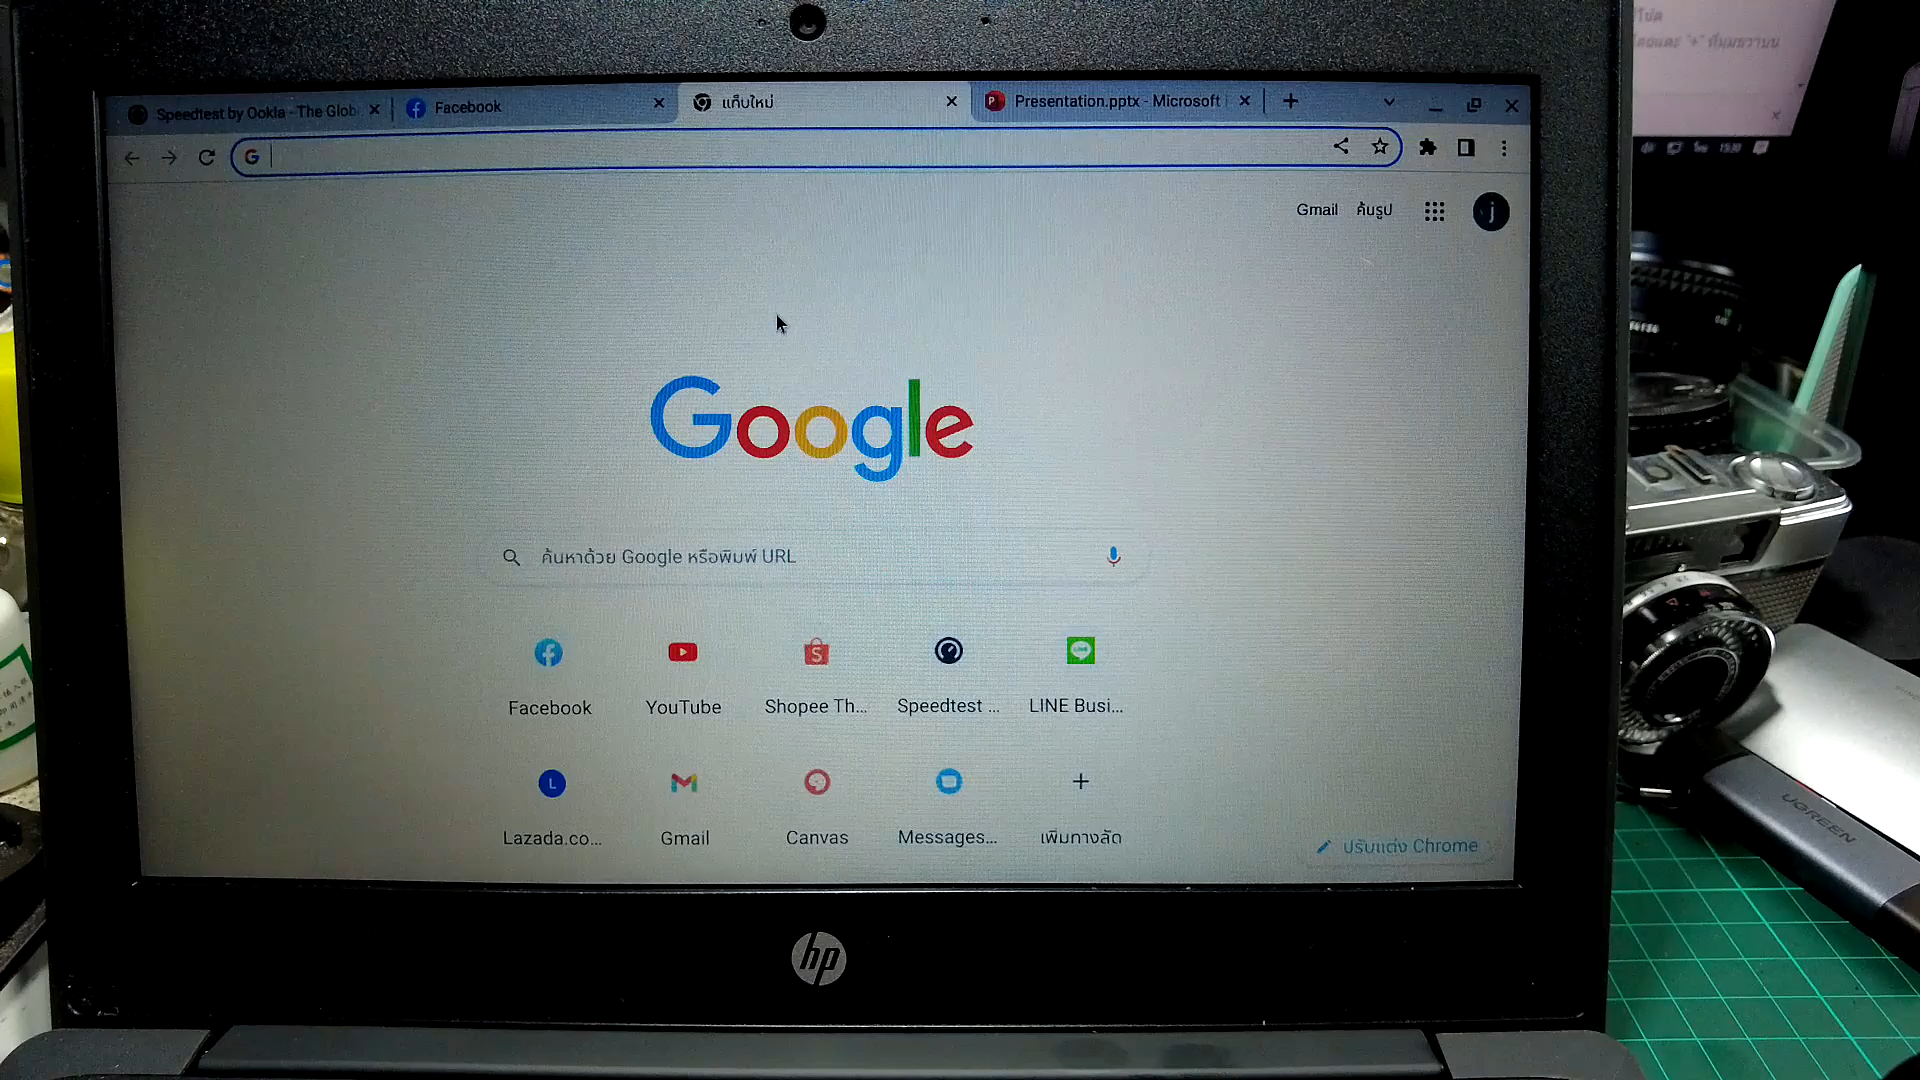 Speedtest by Ookla - The Glob
Facebook
แท็บใหม่
Presentation.pptx - Microsoft
Gmail
ค้นรูป
j
Google
ค้นหาด้วย Google หรือพิมพ์ URL
Facebook
YouTube
Shopee Th...
Speedtest ...
LINE Busi...
L
Lazada.co...
Gmail
Canvas
Messages...
เพิ่มทางลัด
ปรับแต่ง Chrome
hp
UGREEN